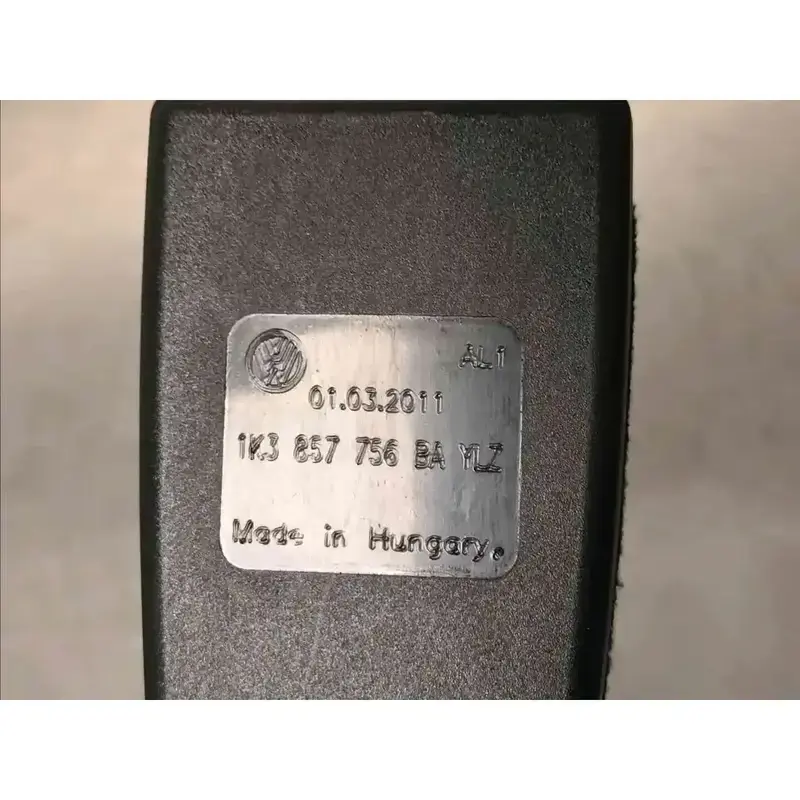 AL1
01.03.2011
1K3 857 756 BA YLZ
Made in Hungary.